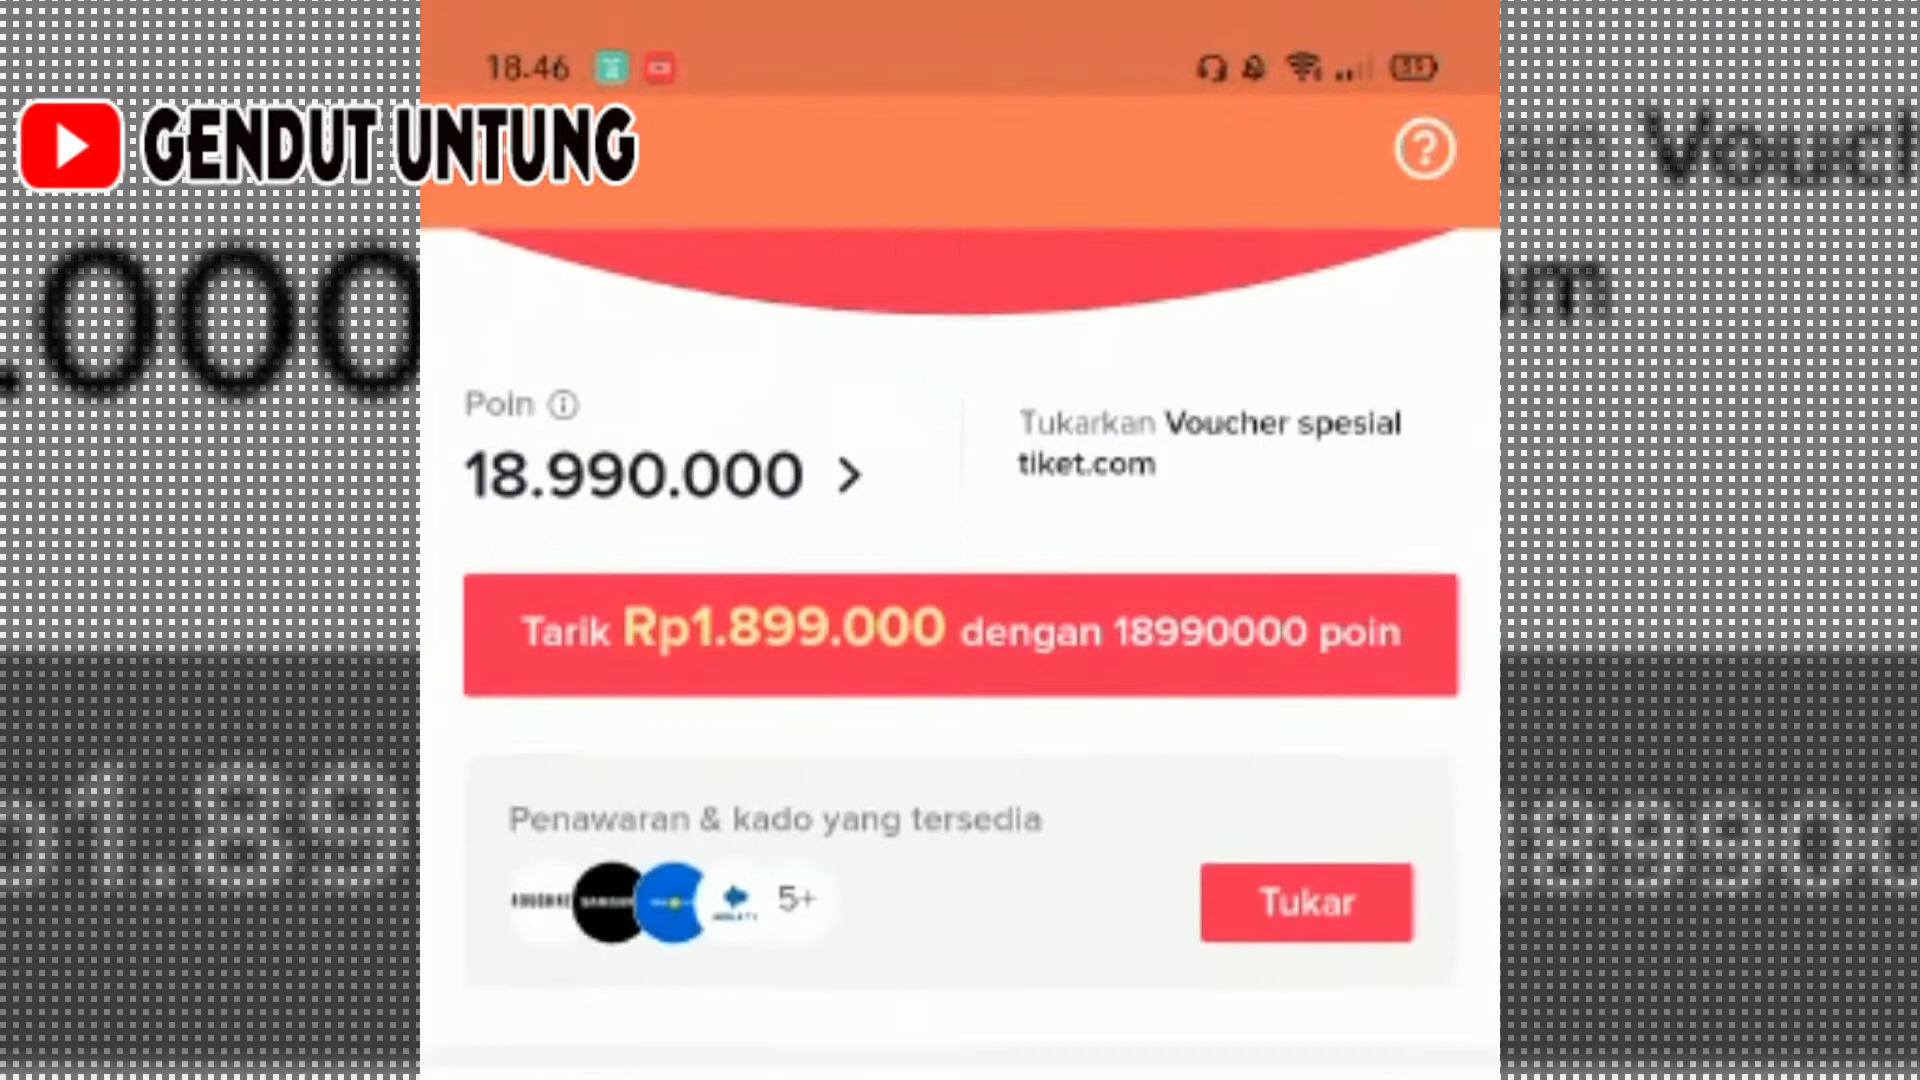 18.46
GENDUT UNTUNG
Poin
18.990.000 >
Tukarkan Voucher spesial
tiket.com
Tarik Rp1.899.000 dengan 18990000 poin
Penawaran & kado yang tersedia
5+
Tukar